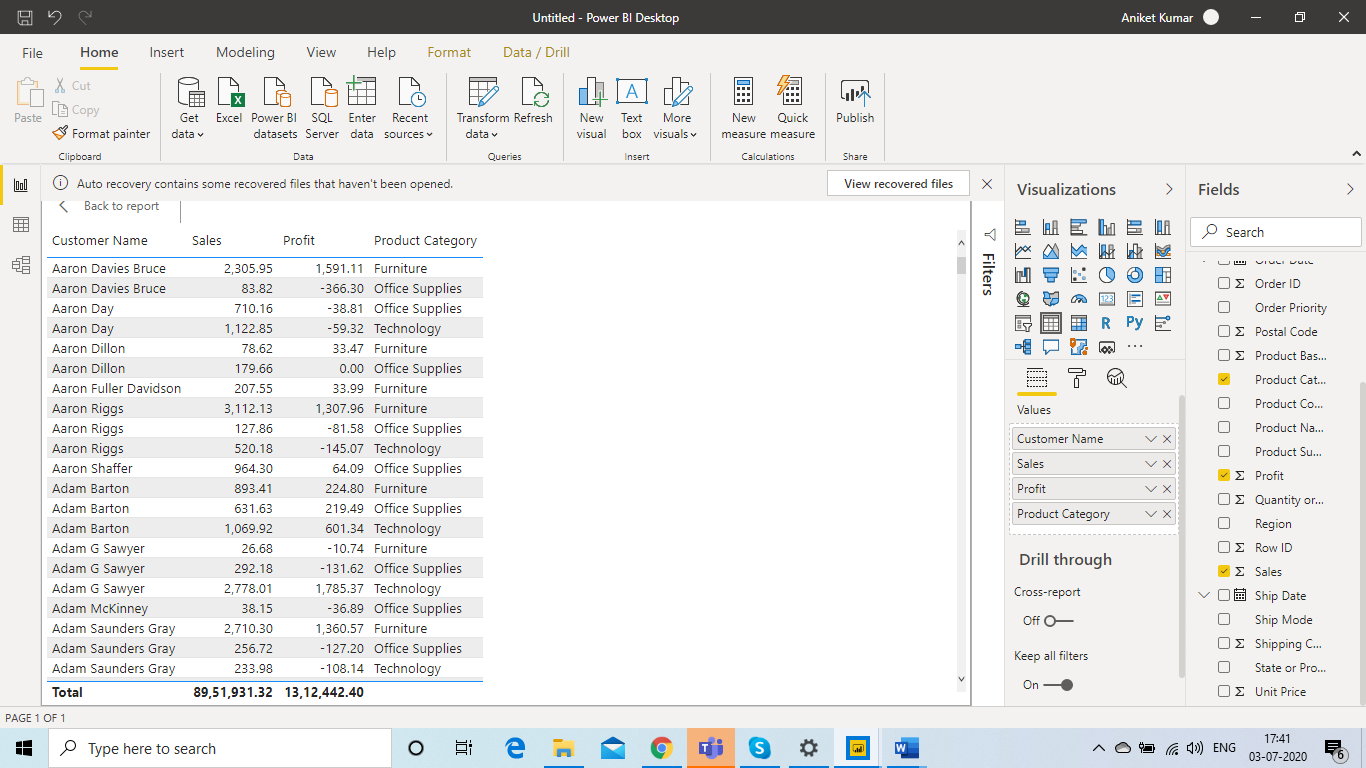 Untitled - Power BI Desktop
Aniket Kumar
File Home Insert Modeling View Help Format Data / Drill
Paste
Cut
Copy
Format painter
Clipboard
Get data
Excel
Power BI datasets
SQL Server
Enter data
Recent sources
Data
Transform data
Refresh
Queries
New visual
Text box
More visuals
Insert
New measure
Quick measure
Calculations
Publish
Share
Auto recovery contains some recovered files that haven't been opened.
View recovered files
Back to report
Customer Name Sales Profit Product Category
Aaron Davies Bruce 2,305.95 1,591.11 Furniture
Aaron Davies Bruce 83.82 -366.30 Office Supplies
Aaron Day 710.16 -38.81 Office Supplies
Aaron Day 1,122.85 -59.32 Technology
Aaron Dillon 78.62 33.47 Furniture
Aaron Dillon 179.66 0.00 Office Supplies
Aaron Fuller Davidson 207.55 33.99 Furniture
Aaron Riggs 3,112.13 1,307.96 Furniture
Aaron Riggs 127.86 -81.58 Office Supplies
Aaron Riggs 520.18 -145.07 Technology
Aaron Shaffer 964.30 64.09 Office Supplies
Adam Barton 893.41 224.80 Furniture
Adam Barton 631.63 219.49 Office Supplies
Adam Barton 1,069.92 601.34 Technology
Adam G Sawyer 26.68 -10.74 Furniture
Adam G Sawyer 292.18 -131.62 Office Supplies
Adam G Sawyer 2,778.01 1,785.37 Technology
Adam McKinney 38.15 -36.89 Office Supplies
Adam Saunders Gray 2,710.30 1,360.57 Furniture
Adam Saunders Gray 256.72 -127.20 Office Supplies
Adam Saunders Gray 233.98 -108.14 Technology
Total 89,51,931.32 13,12,442.40
Filters
Visualizations
R
Py
123
A
Values
Customer Name
Sales
Profit
Product Category
Drill through
Cross-report
Off
Keep all filters
On
Fields
Search
Order Date
Σ Order ID
Order Priority
Σ Postal Code
Σ Product Bas...
Product Cat...
Product Co...
Product Na...
Product Su...
Σ Profit
Σ Quantity or...
Region
Σ Row ID
Σ Sales
Ship Date
Ship Mode
Σ Shipping C...
State or Pro...
Σ Unit Price
PAGE 1 OF 1
Type here to search
ENG
17:41
03-07-2020
6